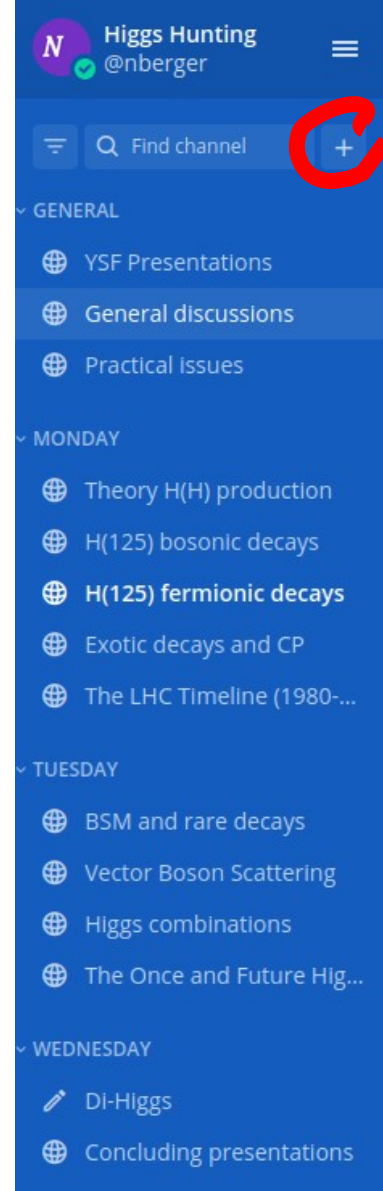 N
Higgs Hunting
@nberger
Find channel
+
GENERAL
YSF Presentations
General discussions
Practical issues
MONDAY
Theory H(H) production
H(125) bosonic decays
H(125) fermionic decays
Exotic decays and CP
The LHC Timeline (1980-...
TUESDAY
BSM and rare decays
Vector Boson Scattering
Higgs combinations
The Once and Future Hig...
WEDNESDAY
Di-Higgs
Concluding presentations